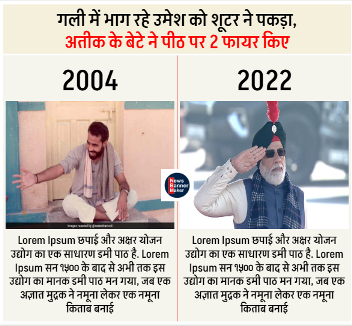 गली में भाग रहे उमेश को शूटर ने पकड़ा,
अतीक के बेटे ने पीठ पर 2 फायर किए
2004
2022
News
Banner
Maker
Lorem Ipsum छपाई और अक्षर योजन
उद्योग का एक साधारण डमी पाठ है. Lorem
Ipsum सन १५०० के बाद से अभी तक इस
उद्योग का मानक डमी पाठ मन गया, जब एक
अज्ञात मुद्रक ने नमूना लेकर एक नमूना
किताब बनाई
Lorem Ipsum छपाई और अक्षर योजन
उद्योग का एक साधारण डमी पाठ है. Lorem
Ipsum सन १५०० के बाद से अभी तक इस
उद्योग का मानक डमी पाठ मन गया, जब एक
अज्ञात मुद्रक ने नमूना लेकर एक नमूना
किताब बनाई